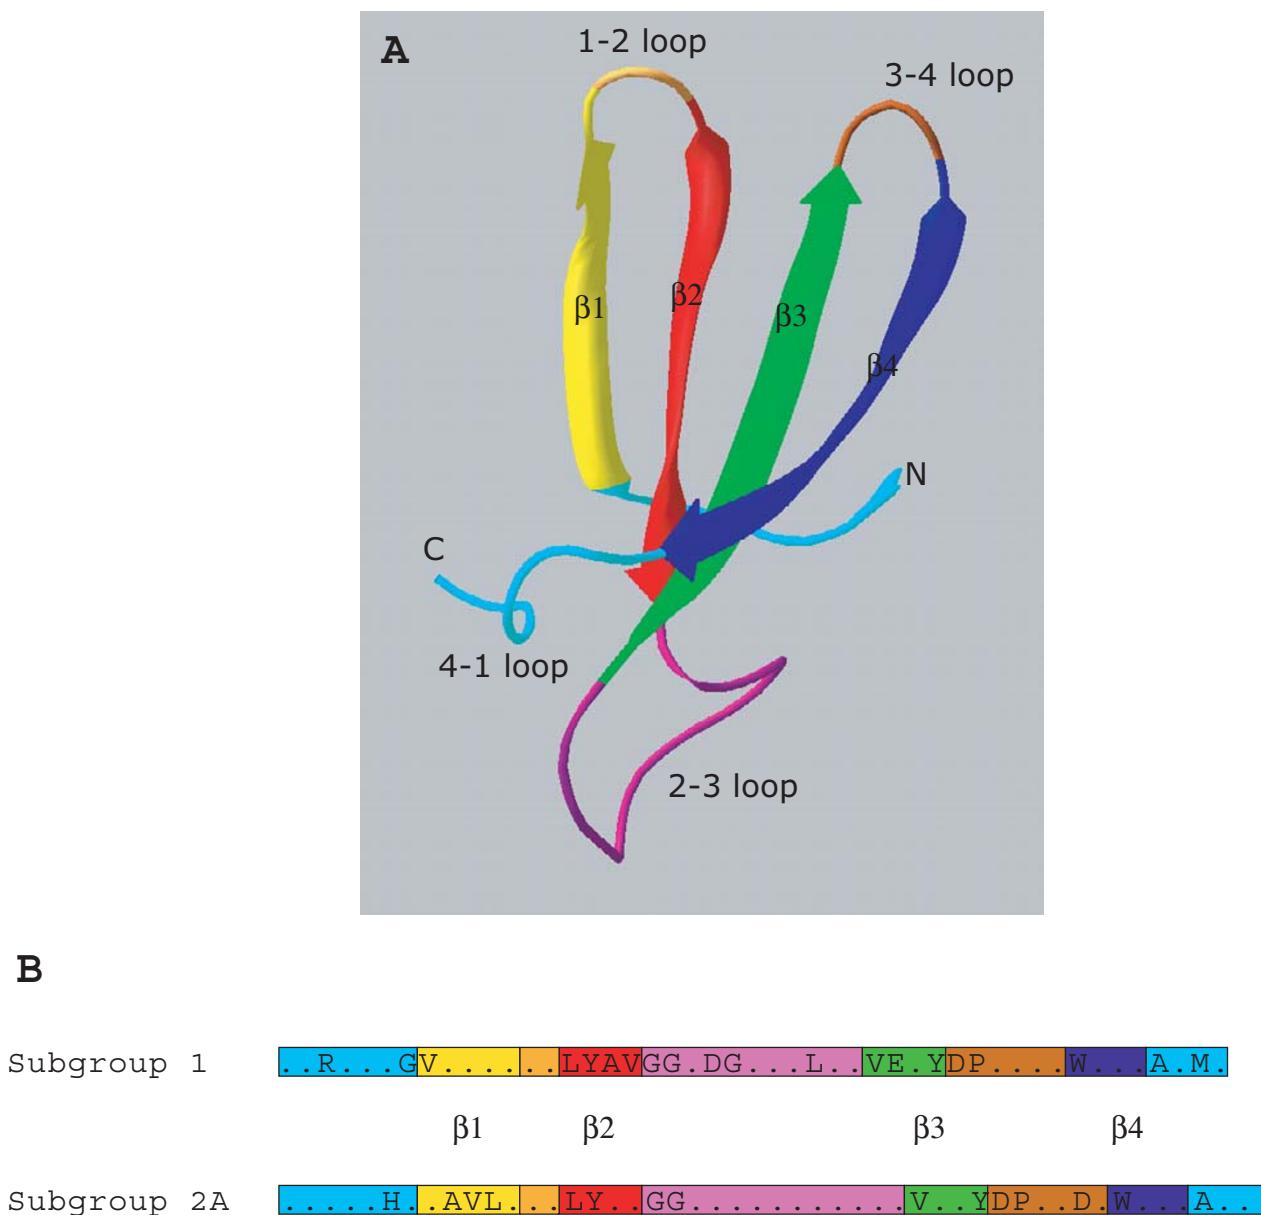 A
1-2 loop
3-4 loop
β1
β2
β3
β4
N
C
4-1 loop
2-3 loop
B
Subgroup 1 ..R...GV......LYAVGG.DG...L..VE.YDP....W...A.M.
β1 β2 β3 β4
Subgroup 2A .....H..AVL...LY..GG...........V..YDP..D.W...A..